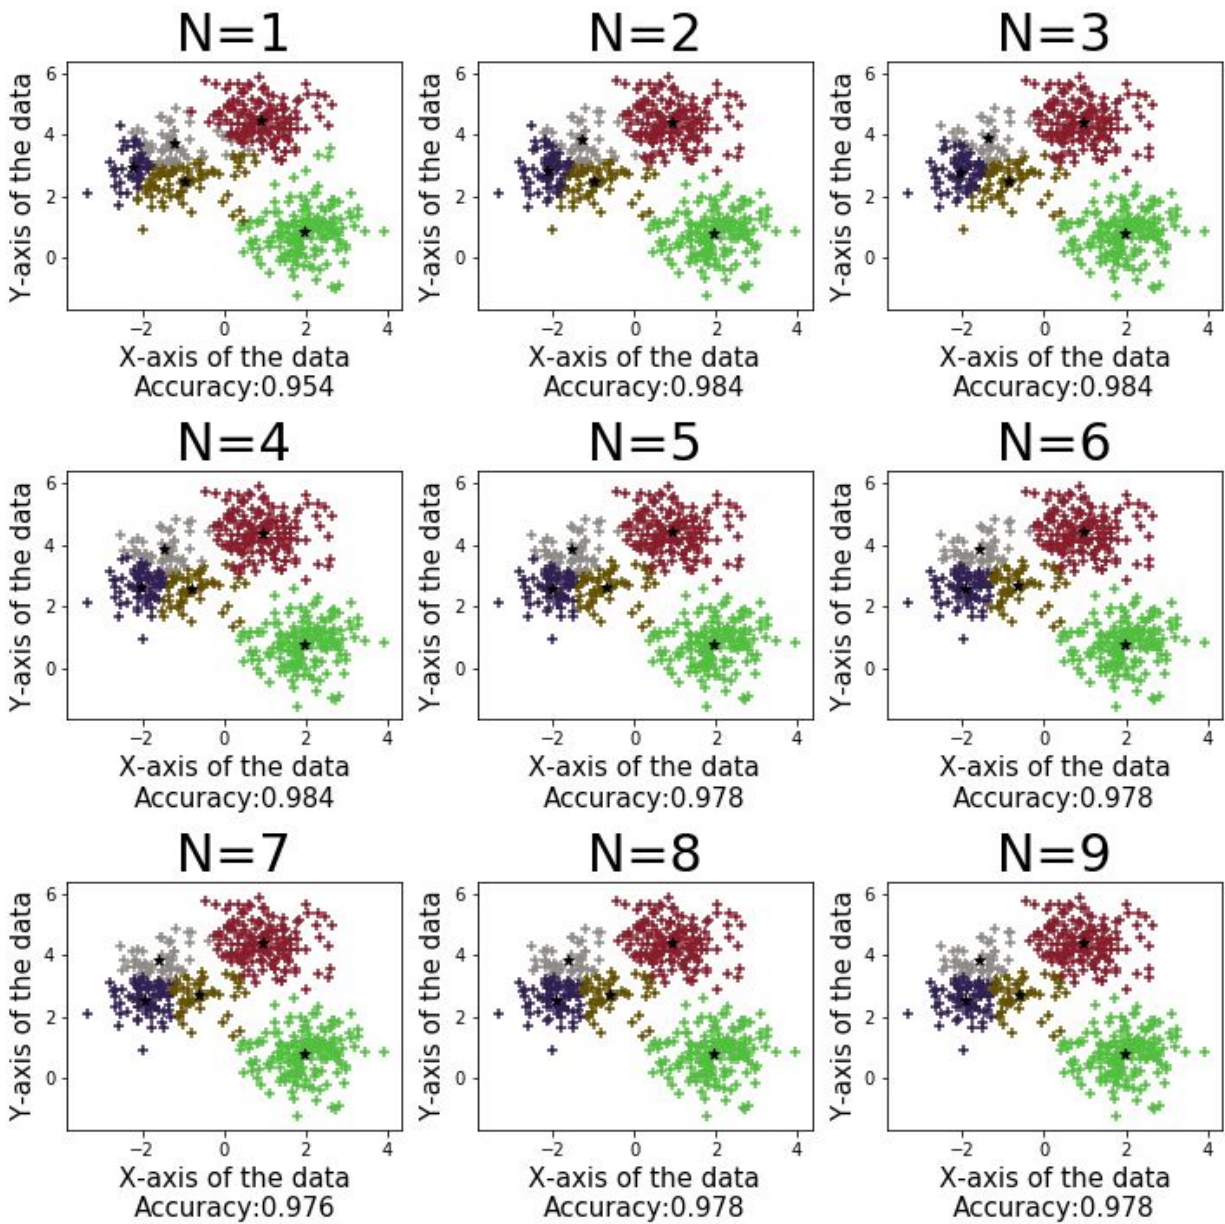 N=1
N=2
N=3
Y-axis of the data
6
4
2
0
−2
0
2
4
X-axis of the data
Accuracy:0.954
Y-axis of the data
6
4
2
0
−2
0
2
4
X-axis of the data
Accuracy:0.984
Y-axis of the data
6
4
2
0
−2
0
2
4
X-axis of the data
Accuracy:0.984
N=4
N=5
N=6
Y-axis of the data
6
4
2
0
−2
0
2
4
X-axis of the data
Accuracy:0.984
Y-axis of the data
6
4
2
0
−2
0
2
4
X-axis of the data
Accuracy:0.978
Y-axis of the data
6
4
2
0
−2
0
2
4
X-axis of the data
Accuracy:0.978
N=7
N=8
N=9
Y-axis of the data
6
4
2
0
−2
0
2
4
X-axis of the data
Accuracy:0.976
Y-axis of the data
6
4
2
0
−2
0
2
4
X-axis of the data
Accuracy:0.978
Y-axis of the data
6
4
2
0
−2
0
2
4
X-axis of the data
Accuracy:0.978